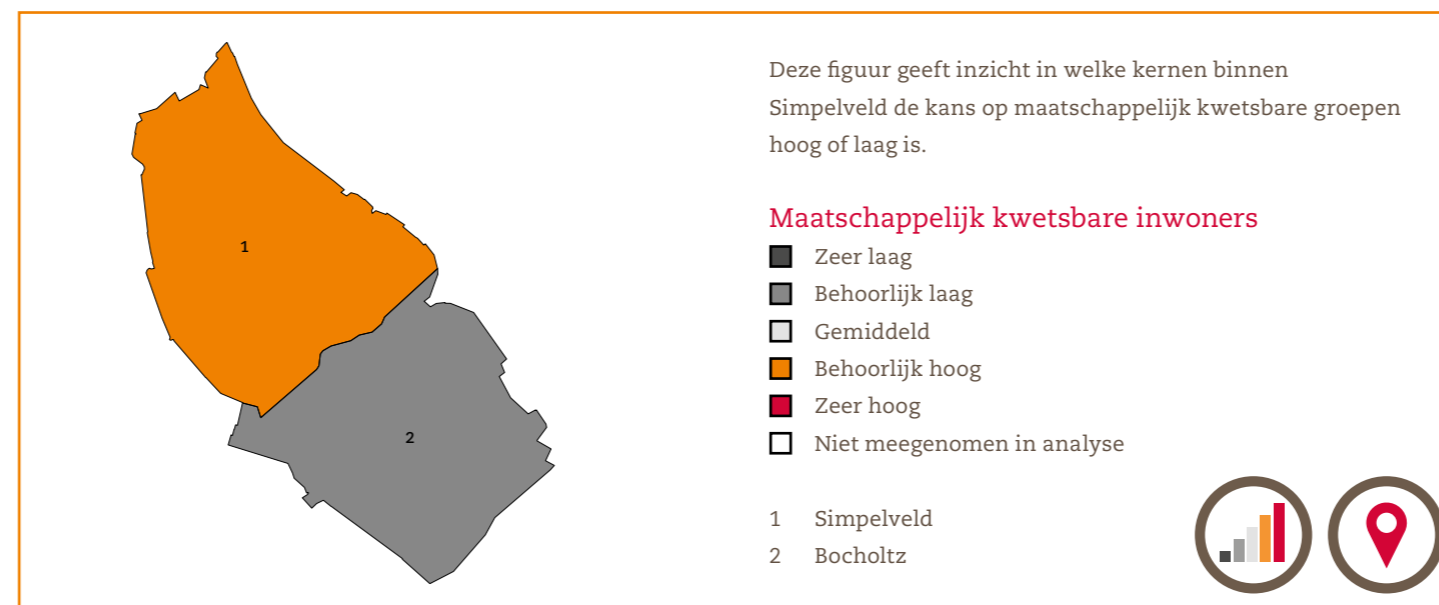 Deze figuur geeft inzicht in welke kernen binnen
Simpelveld de kans op maatschappelijk kwetsbare groepen
hoog of laag is.
Maatschappelijk kwetsbare inwoners
Zeer laag
Behoorlijk laag
Gemiddeld
Behoorlijk hoog
Zeer hoog
Niet meegenomen in analyse
1 Simpelveld
2 Bocholtz
1
2